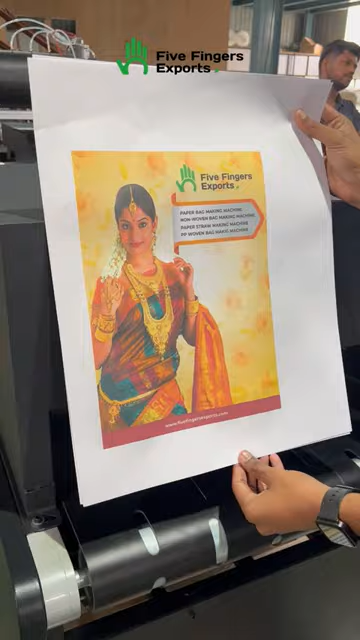 Five Fingers
Exports
Five Fingers
Exports
PAPER BAG MAKING MACHINE
NON-WOVEN BAG MAKING MACHINE
PAPER STRAW MAKING MACHINE
PP WOVEN BAG MAKING MACHINE
www.fivefingersexports.com